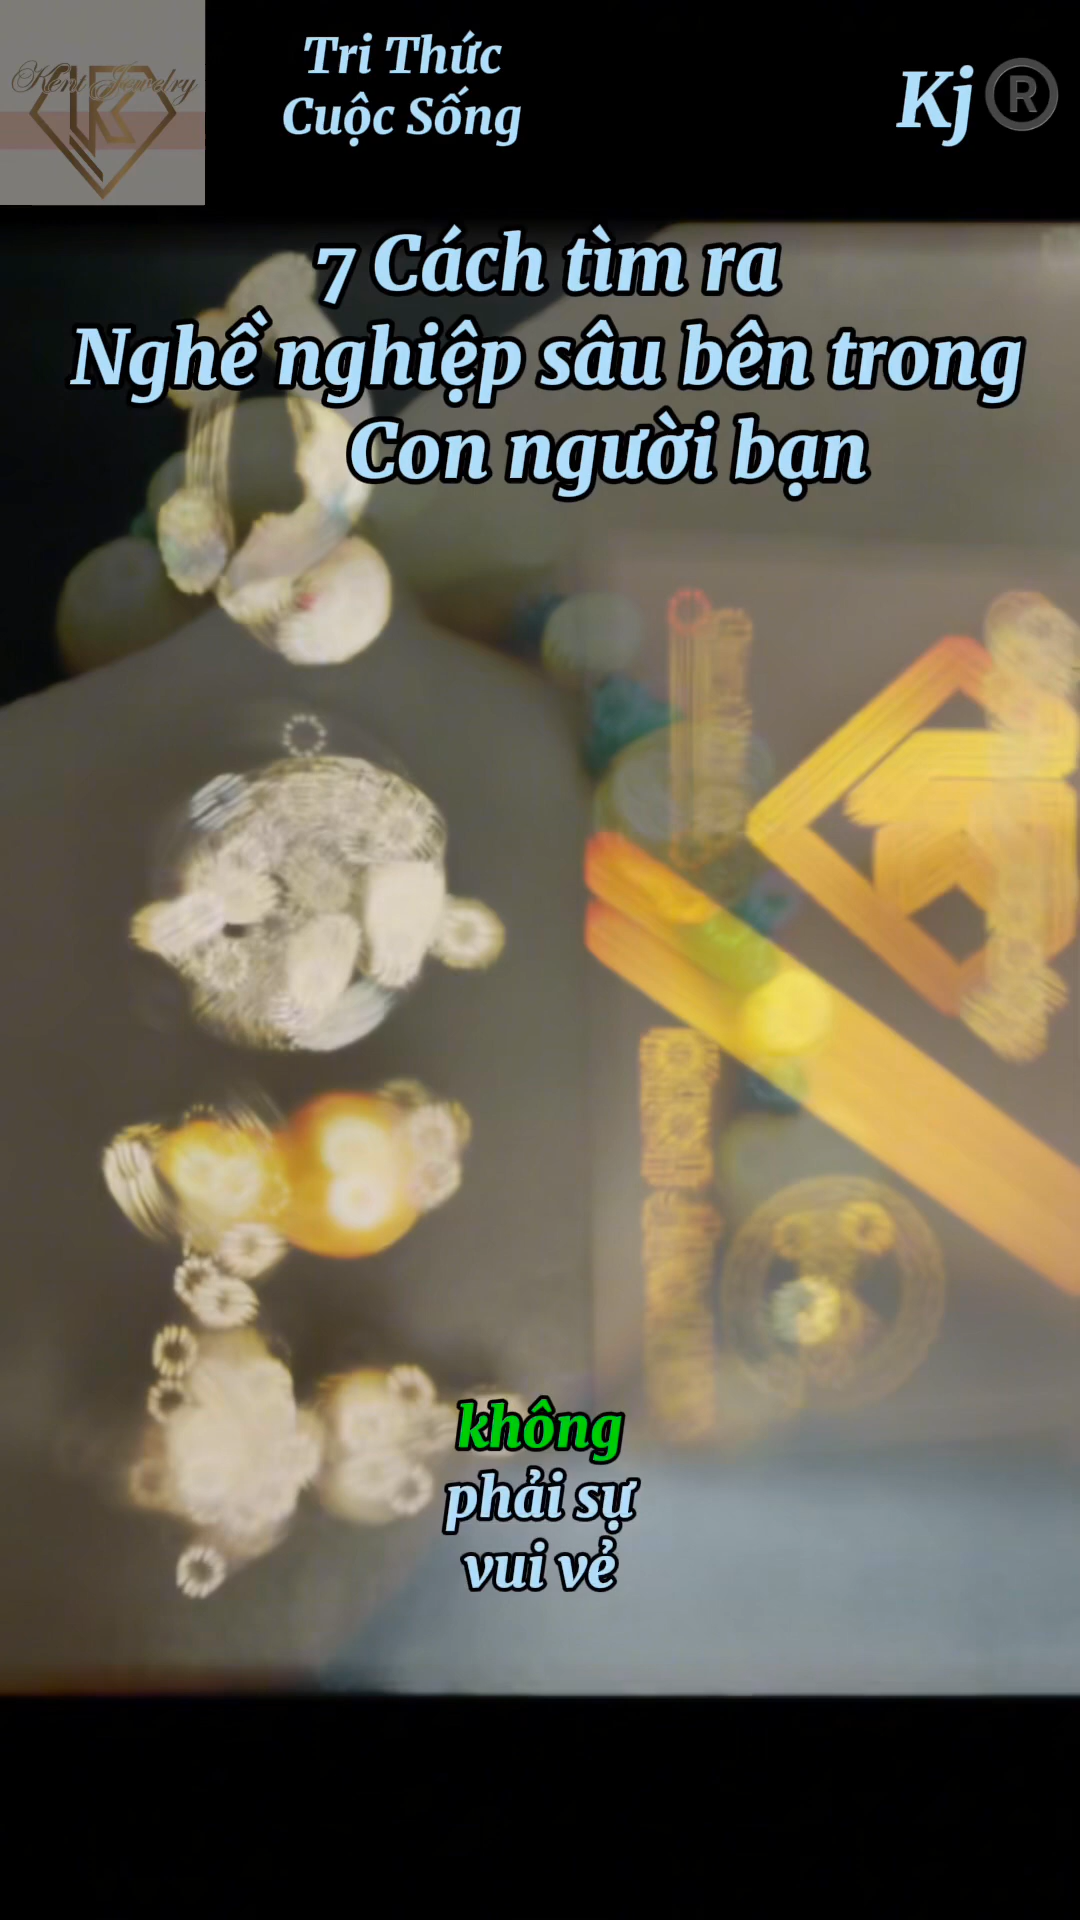 Kent Jewelry
Tri Thức
Cuộc Sống
Kj®
7 Cách tìm ra
Nghề nghiệp sâu bên trong
Con người bạn
không
phải sự
vui vẻ